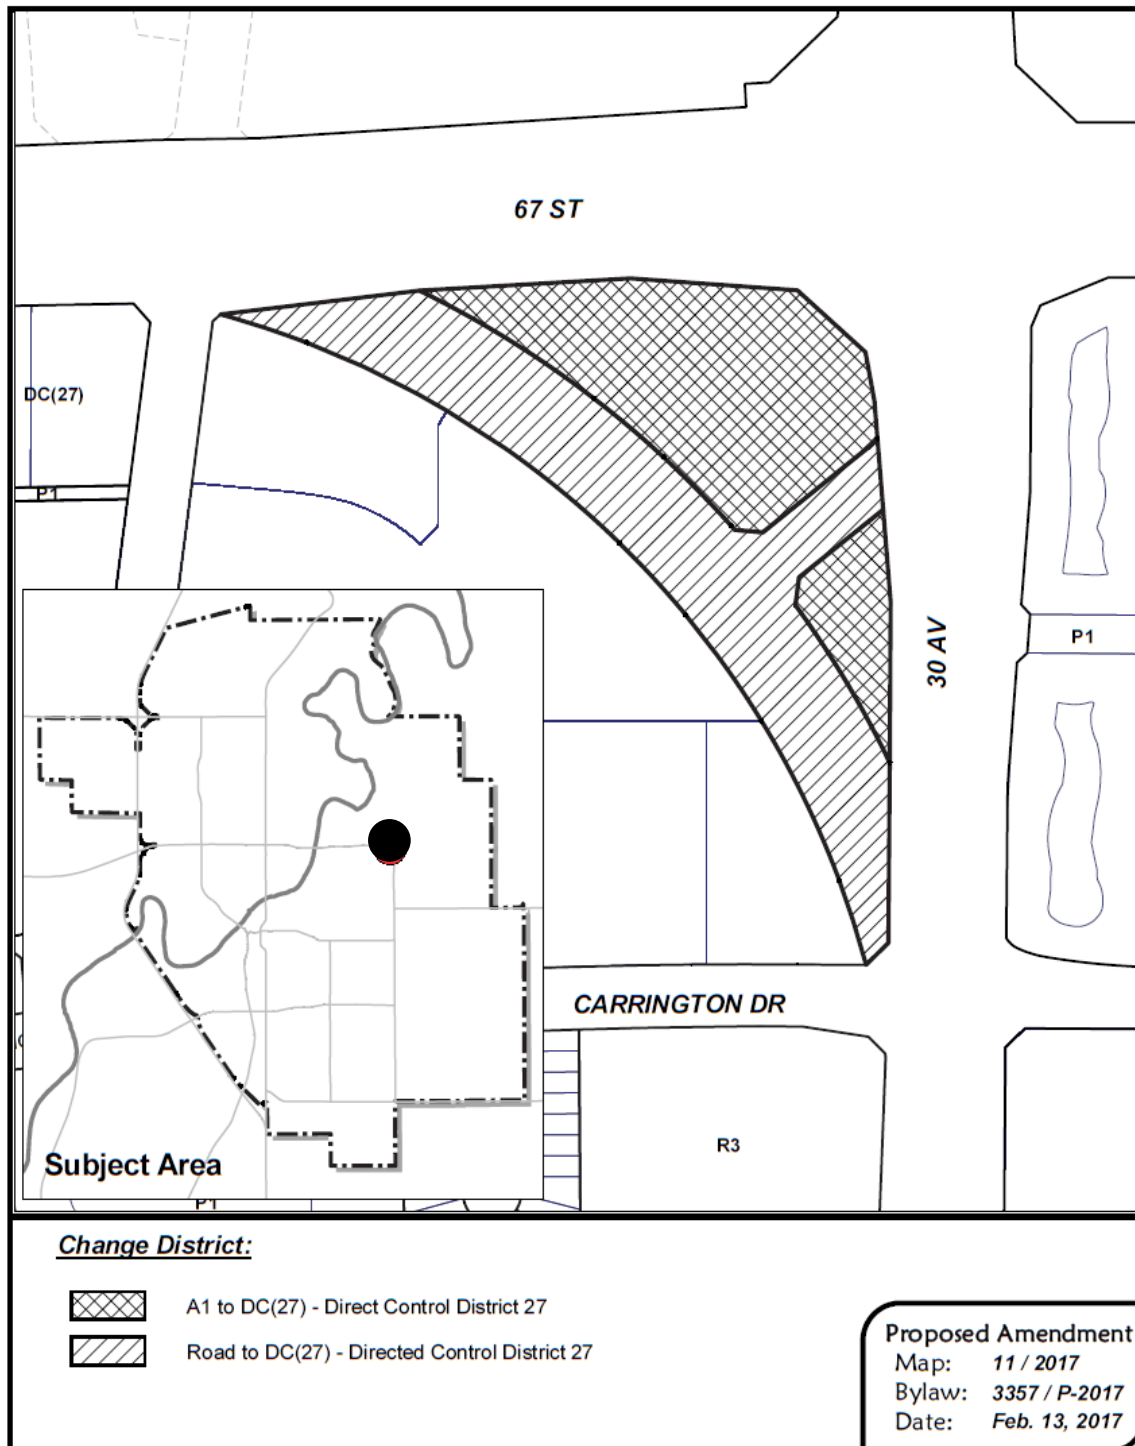 67 ST
DC(27)
P1
30 AV
P1
CARRINGTON DR
R3
Subject Area
P1
Change District:
A1 to DC(27) - Direct Control District 27
Road to DC(27) - Directed Control District 27
Proposed Amendment
Map: 11 / 2017
Bylaw: 3357 / P-2017
Date: Feb. 13, 2017